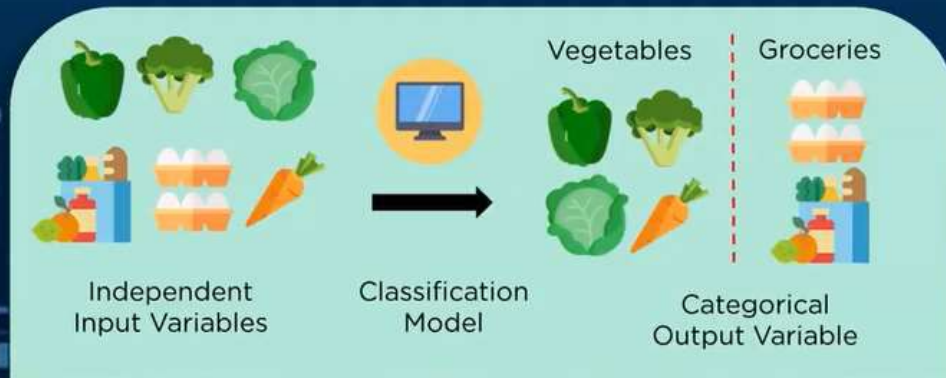 Vegetables
Groceries
Independent
Input Variables
Classification
Model
Categorical
Output Variable